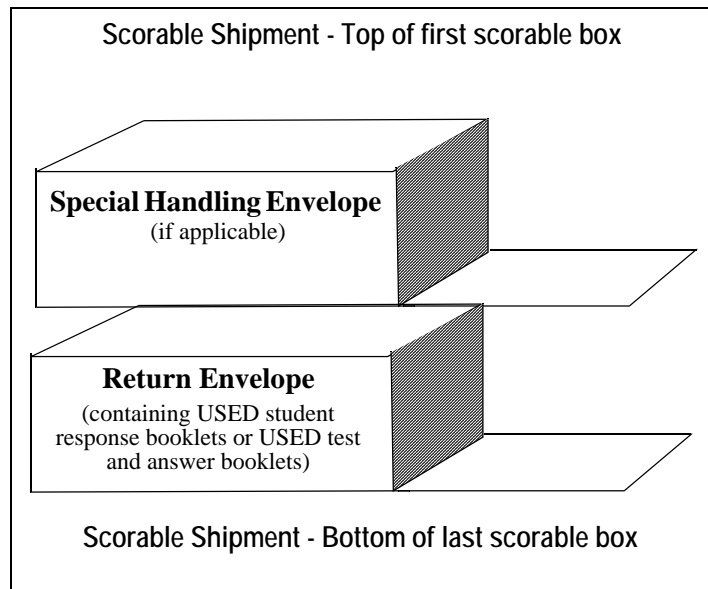 Scorable Shipment - Top of first scorable box
Special Handling Envelope
(if applicable)
Return Envelope
(containing USED student
response booklets or USED test
and answer booklets)
Scorable Shipment - Bottom of last scorable box